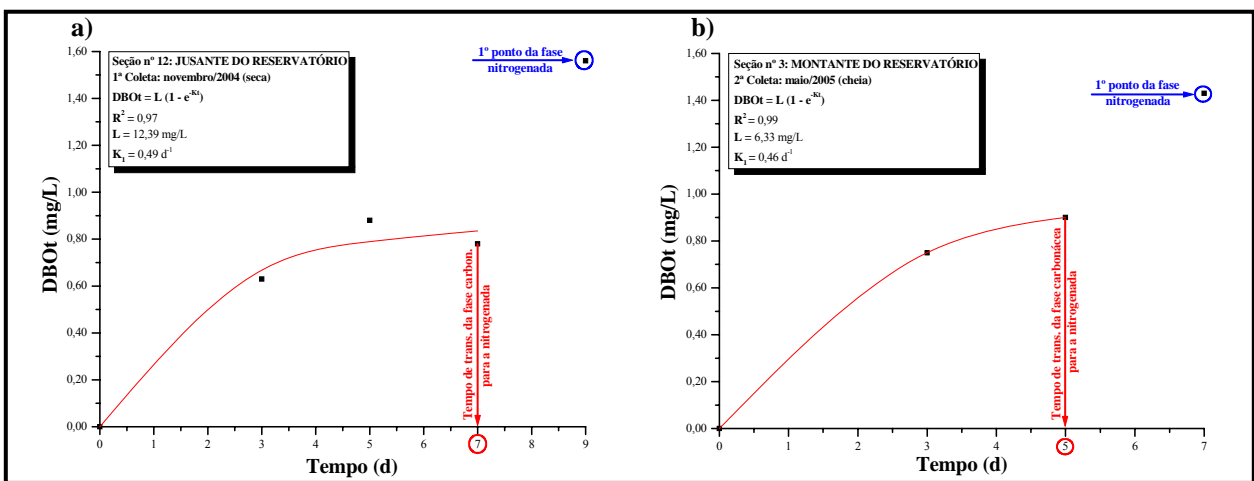 a)
DBOt (mg/L)
1,60
1,40
1,20
1,00
0,80
0,60
0,40
0,20
0,00
Seção nº 12: JUSANTE DO RESERVATÓRIO
1ª Coleta: novembro/2004 (seca)
DBOt = L (1 - e^-Kt)
R² = 0,97
L = 12,39 mg/L
K₁ = 0,49 d⁻¹
1º ponto da fase
nitrogenada
Tempo de trans. da fase carbon.
para a nitrogenada
0 1 2 3 4 5 6 7 8 9
Tempo (d)
b)
DBOt (mg/L)
1,60
1,40
1,20
1,00
0,80
0,60
0,40
0,20
0,00
Seção nº 3: MONTANTE DO RESERVATÓRIO
2ª Coleta: maio/2005 (cheia)
DBOt = L (1 - e^-Kt)
R² = 0,99
L = 6,33 mg/L
K₁ = 0,46 d⁻¹
1º ponto da fase
nitrogenada
Tempo de trans. da fase carbonácea
para a nitrogenada
0 1 2 3 4 5 6 7
Tempo (d)